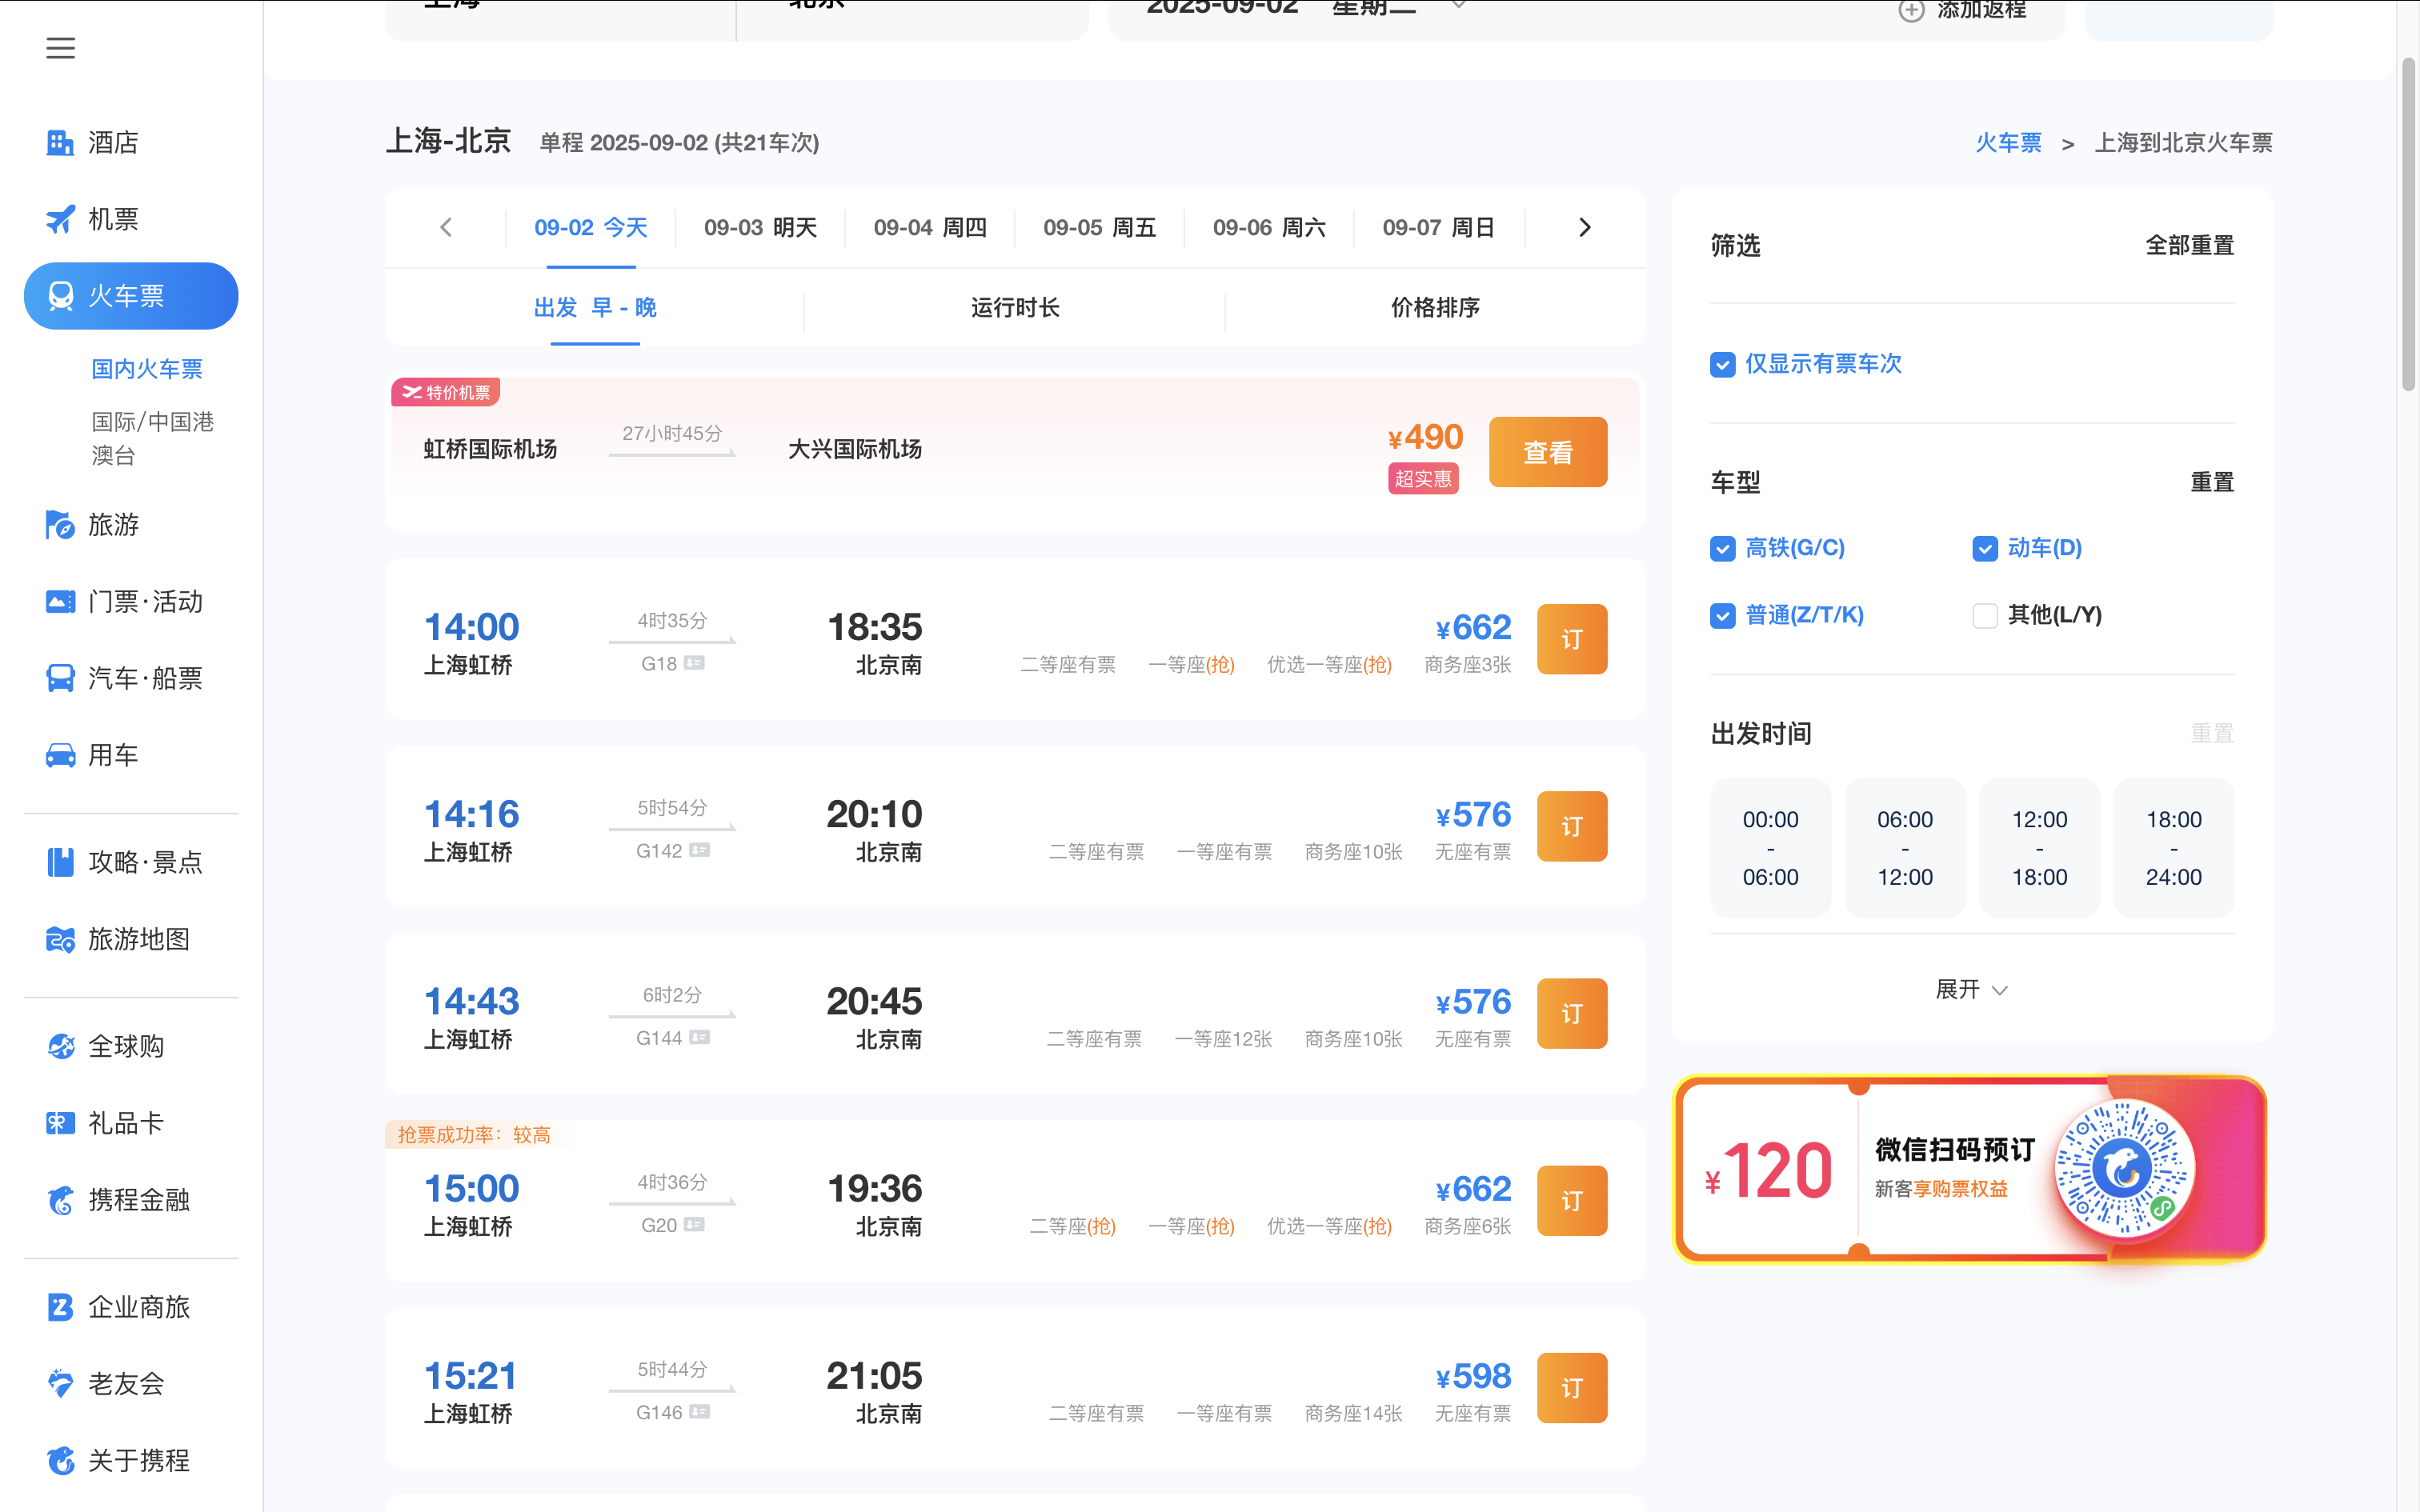 上海 北京 2025-09-02 星期二 添加返程
酒店
机票
火车票
国内火车票
国际/中国港
澳台
旅游
门票·活动
汽车·船票
用车
攻略·景点
旅游地图
全球购
礼品卡
携程金融
企业商旅
老友会
关于携程
上海-北京 单程 2025-09-02 (共21车次)
火车票 > 上海到北京火车票
09-02 今天 09-03 明天 09-04 周四 09-05 周五 09-06 周六 09-07 周日
出发 早 - 晚 运行时长 价格排序
特价机票
虹桥国际机场 27小时45分 大兴国际机场 ¥490 查看
超实惠
14:00 4时35分 18:35 ¥662 订
上海虹桥 G18 北京南 二等座有票 一等座(抢) 优选一等座(抢) 商务座3张
14:16 5时54分 20:10 ¥576 订
上海虹桥 G142 北京南 二等座有票 一等座有票 商务座10张 无座有票
14:43 6时2分 20:45 ¥576 订
上海虹桥 G144 北京南 二等座有票 一等座12张 商务座10张 无座有票
抢票成功率：较高
15:00 4时36分 19:36 ¥662 订
上海虹桥 G20 北京南 二等座(抢) 一等座(抢) 优选一等座(抢) 商务座6张
15:21 5时44分 21:05 ¥598 订
上海虹桥 G146 北京南 二等座有票 一等座有票 商务座14张 无座有票
筛选 全部重置
仅显示有票车次
车型 重置
高铁(G/C) 动车(D)
普通(Z/T/K) 其他(L/Y)
出发时间 重置
00:00 06:00 12:00 18:00
- - - -
06:00 12:00 18:00 24:00
展开
¥120 微信扫码预订
新客享购票权益